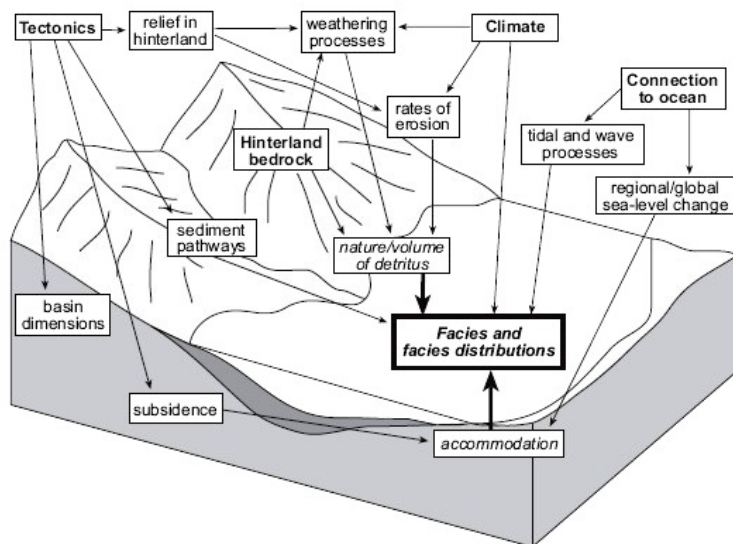 Tectonics
relief in
hinterland
weathering
processes
Climate
Connection
to ocean
rates of
erosion
tidal and wave
processes
Hinterland
bedrock
regional/global
sea-level change
sediment
pathways
nature/volume
of detritus
basin
dimensions
Facies and
facies distributions
subsidence
accommodation